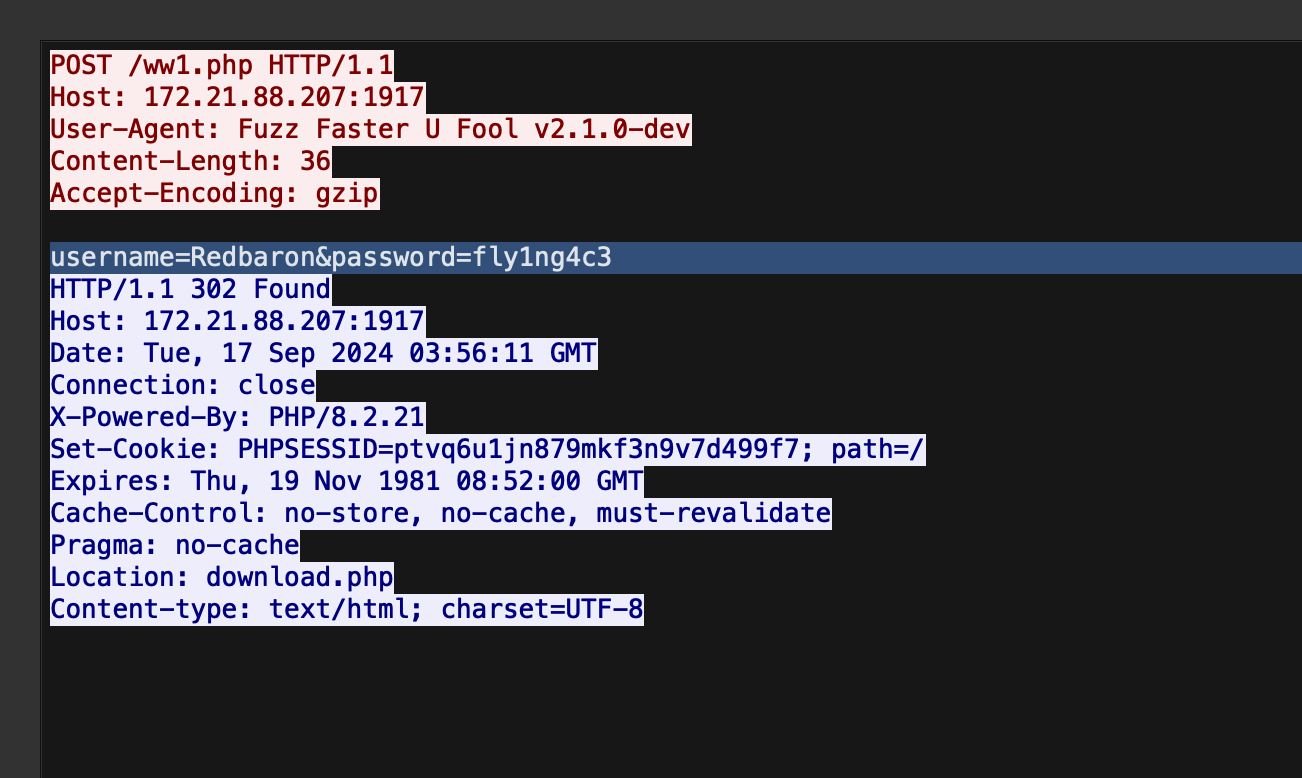 POST /ww1.php HTTP/1.1
Host: 172.21.88.207:1917
User-Agent: Fuzz Faster U Fool v2.1.0-dev
Content-Length: 36
Accept-Encoding: gzip
username=Redbaron&password=fly1ng4c3
HTTP/1.1 302 Found
Host: 172.21.88.207:1917
Date: Tue, 17 Sep 2024 03:56:11 GMT
Connection: close
X-Powered-By: PHP/8.2.21
Set-Cookie: PHPSESSID=ptvq6u1jn879mkf3n9v7d499f7; path=/
Expires: Thu, 19 Nov 1981 08:52:00 GMT
Cache-Control: no-store, no-cache, must-revalidate
Pragma: no-cache
Location: download.php
Content-type: text/html; charset=UTF-8